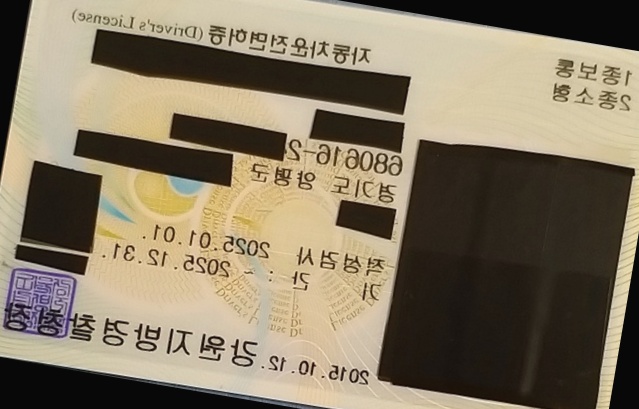 1종보통
2종소형
자동차운전면허증 (Driver's License)
680616-2
경기도 양평군
적성검사 2025.01.01.
기 간 : ~ 2025.12.31.
2015.10.12.
강원지방경찰청장